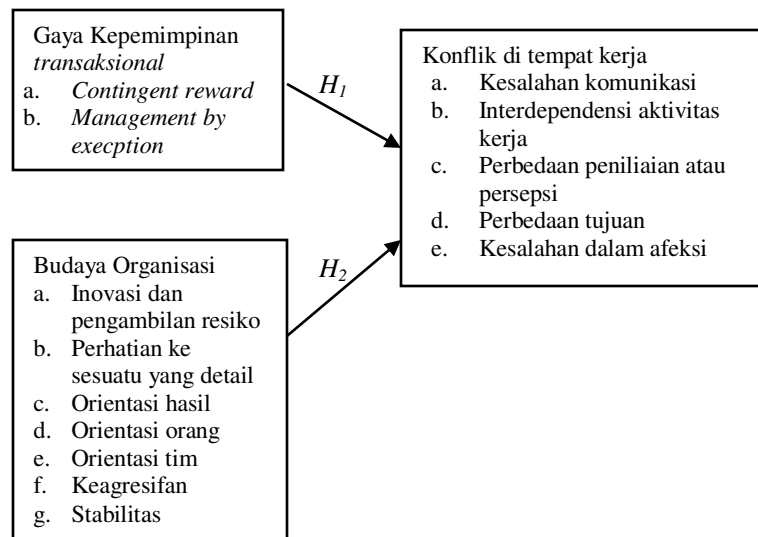 Gaya Kepemimpinan
transaksional
a. Contingent reward
b. Management by
execption
H1
Konflik di tempat kerja
a. Kesalahan komunikasi
b. Interdependensi aktivitas
kerja
c. Perbedaan peniliaian atau
persepsi
d. Perbedaan tujuan
e. Kesalahan dalam afeksi
Budaya Organisasi
a. Inovasi dan
pengambilan resiko
b. Perhatian ke
sesuatu yang detail
c. Orientasi hasil
d. Orientasi orang
e. Orientasi tim
f. Keagresifan
g. Stabilitas
H2